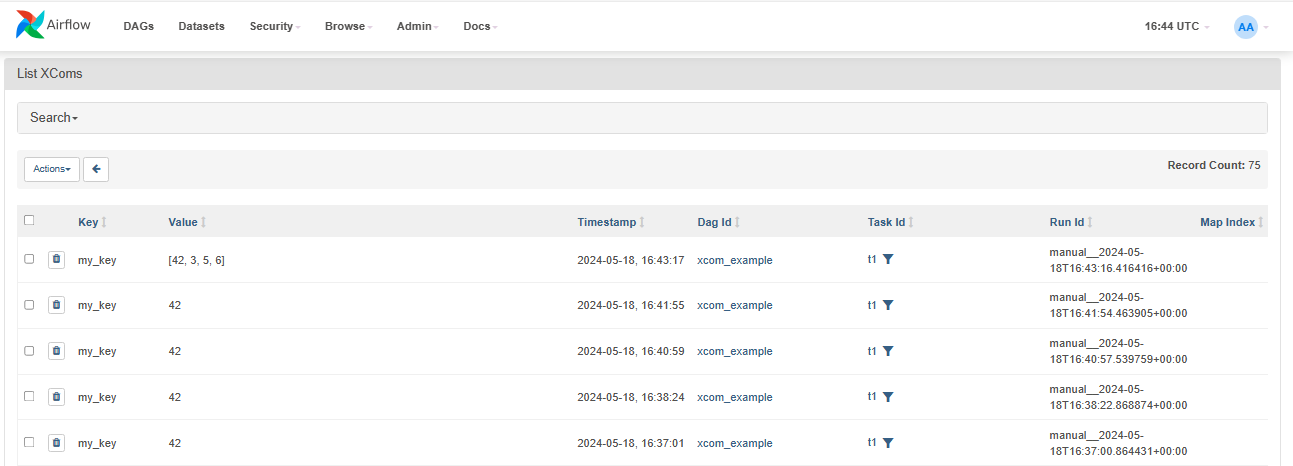 Airflow DAGs Datasets Security Browse Admin Docs 16:44 UTC AA
List XComs
Search
Actions Record Count: 75
Key Value Timestamp Dag Id Task Id Run Id Map Index
my_key [42, 3, 5, 6] 2024-05-18, 16:43:17 xcom_example t1 manual__2024-05-
18T16:43:16.416416+00:00
my_key 42 2024-05-18, 16:41:55 xcom_example t1 manual__2024-05-
18T16:41:54.463905+00:00
my_key 42 2024-05-18, 16:40:59 xcom_example t1 manual__2024-05-
18T16:40:57.539759+00:00
my_key 42 2024-05-18, 16:38:24 xcom_example t1 manual__2024-05-
18T16:38:22.868874+00:00
my_key 42 2024-05-18, 16:37:01 xcom_example t1 manual__2024-05-
18T16:37:00.864431+00:00